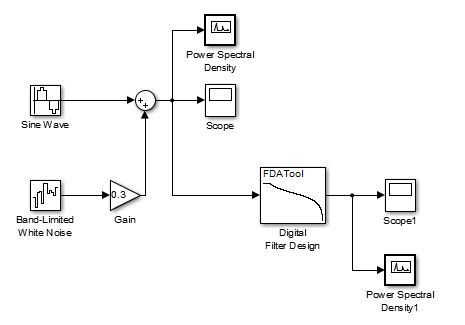 Power Spectral
Density
Sine Wave
+
+
Scope
FDATool
0.3
Band-Limited
White Noise
Gain
Digital
Filter Design
Scope1
Power Spectral
Density1